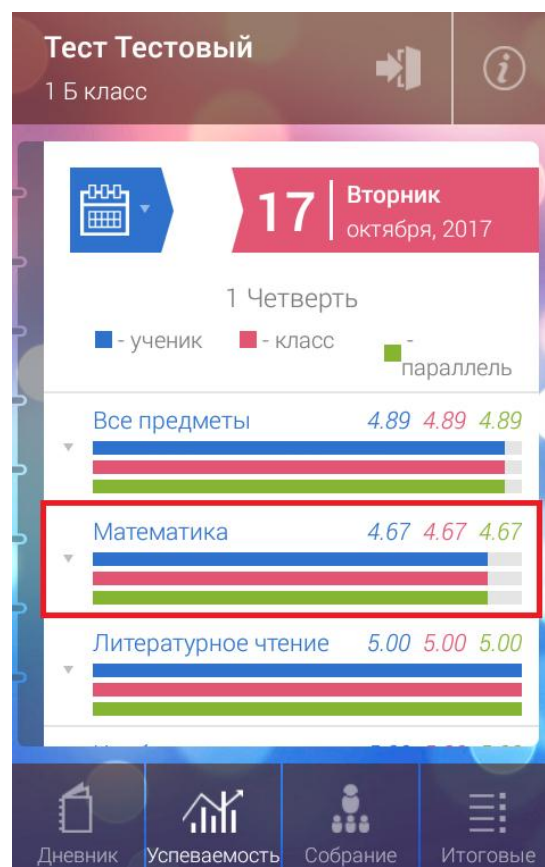 Тест Тестовый
1 Б класс
17 Вторник
октября, 2017
1 Четверть
- ученик - класс -
параллель
Все предметы 4.89 4.89 4.89
Математика 4.67 4.67 4.67
Литературное чтение 5.00 5.00 5.00
Дневник Успеваемость Собрание Итоговые